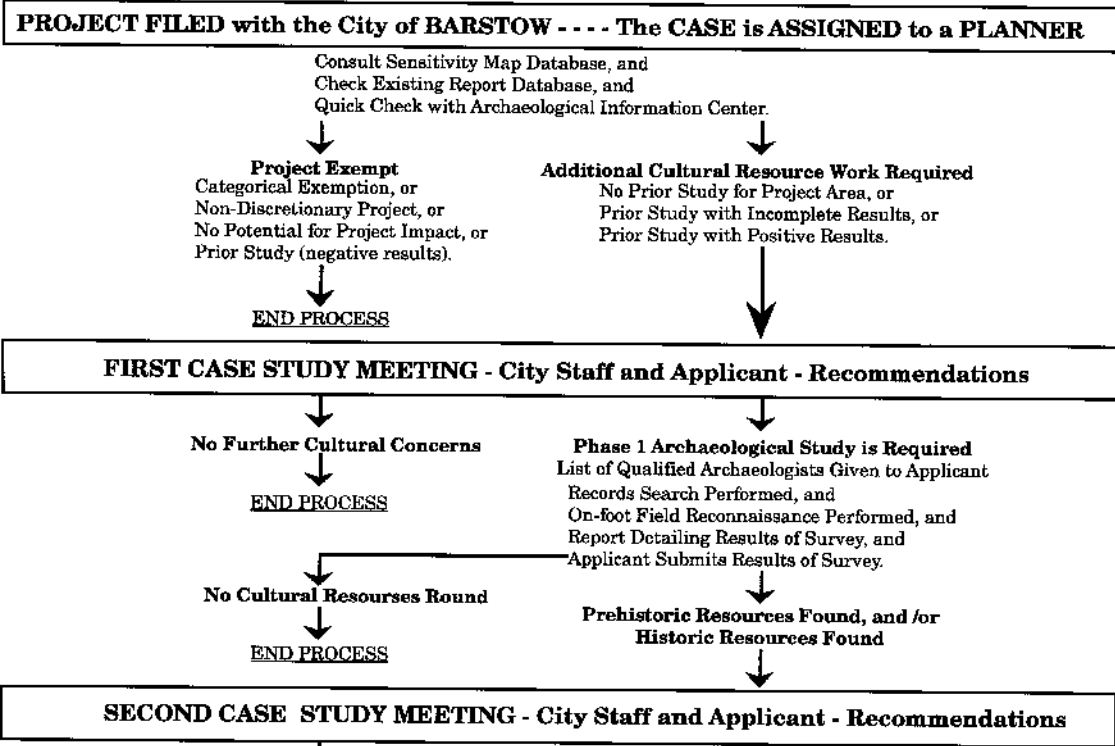 PROJECT FILED with the City of BARSTOW - - - - The CASE is ASSIGNED to a PLANNER
Consult Sensitivity Map Database, and
Check Existing Report Database, and
Quick Check with Archaeological Information Center.
Project Exempt
Categorical Exemption, or
Non-Discretionary Project, or
No Potential for Project Impact, or
Prior Study (negative results).
END PROCESS
Additional Cultural Resource Work Required
No Prior Study for Project Area, or
Prior Study with Incomplete Results, or
Prior Study with Positive Results.
FIRST CASE STUDY MEETING - City Staff and Applicant - Recommendations
No Further Cultural Concerns
END PROCESS
Phase 1 Archaeological Study is Required
List of Qualified Archaeologists Given to Applicant
Records Search Performed, and
On-foot Field Reconnaissance Performed, and
Report Detailing Results of Survey, and
Applicant Submits Results of Survey.
No Cultural Resourses Round
END PROCESS
Prehistoric Resources Found, and /or
Historic Resources Found
SECOND CASE STUDY MEETING - City Staff and Applicant - Recommendations